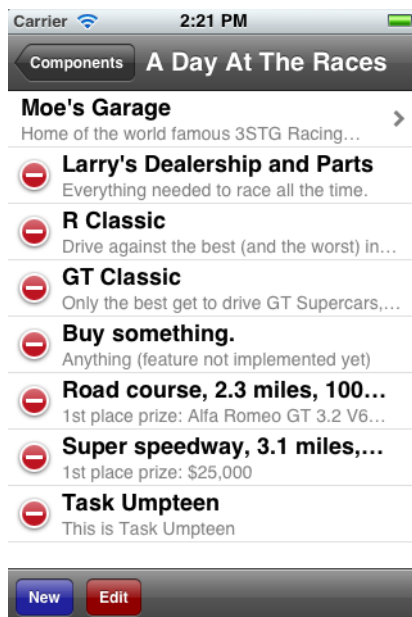 Carrier 2:21 PM
Components A Day At The Races
Moe's Garage
Home of the world famous 3STG Racing...
Larry's Dealership and Parts
Everything needed to race all the time.
R Classic
Drive against the best (and the worst) in...
GT Classic
Only the best get to drive GT Supercars,...
Buy something.
Anything (feature not implemented yet)
Road course, 2.3 miles, 100...
1st place prize: Alfa Romeo GT 3.2 V6...
Super speedway, 3.1 miles,...
1st place prize: $25,000
Task Umpteen
This is Task Umpteen
New Edit